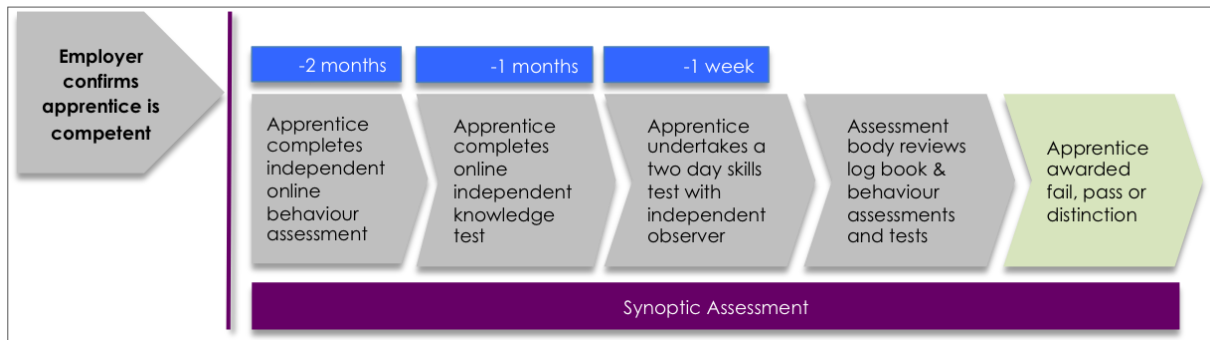 Employer
confirms
apprentice is
competent
-2 months
Apprentice
completes
independent
online
behaviour
assessment
-1 months
Apprentice
completes
online
independent
knowledge
test
-1 week
Apprentice
undertakes a
two day skills
test with
independent
observer
Assessment
body reviews
log book &
behaviour
assessments
and tests
Apprentice
awarded
fail, pass or
distinction
Synoptic Assessment